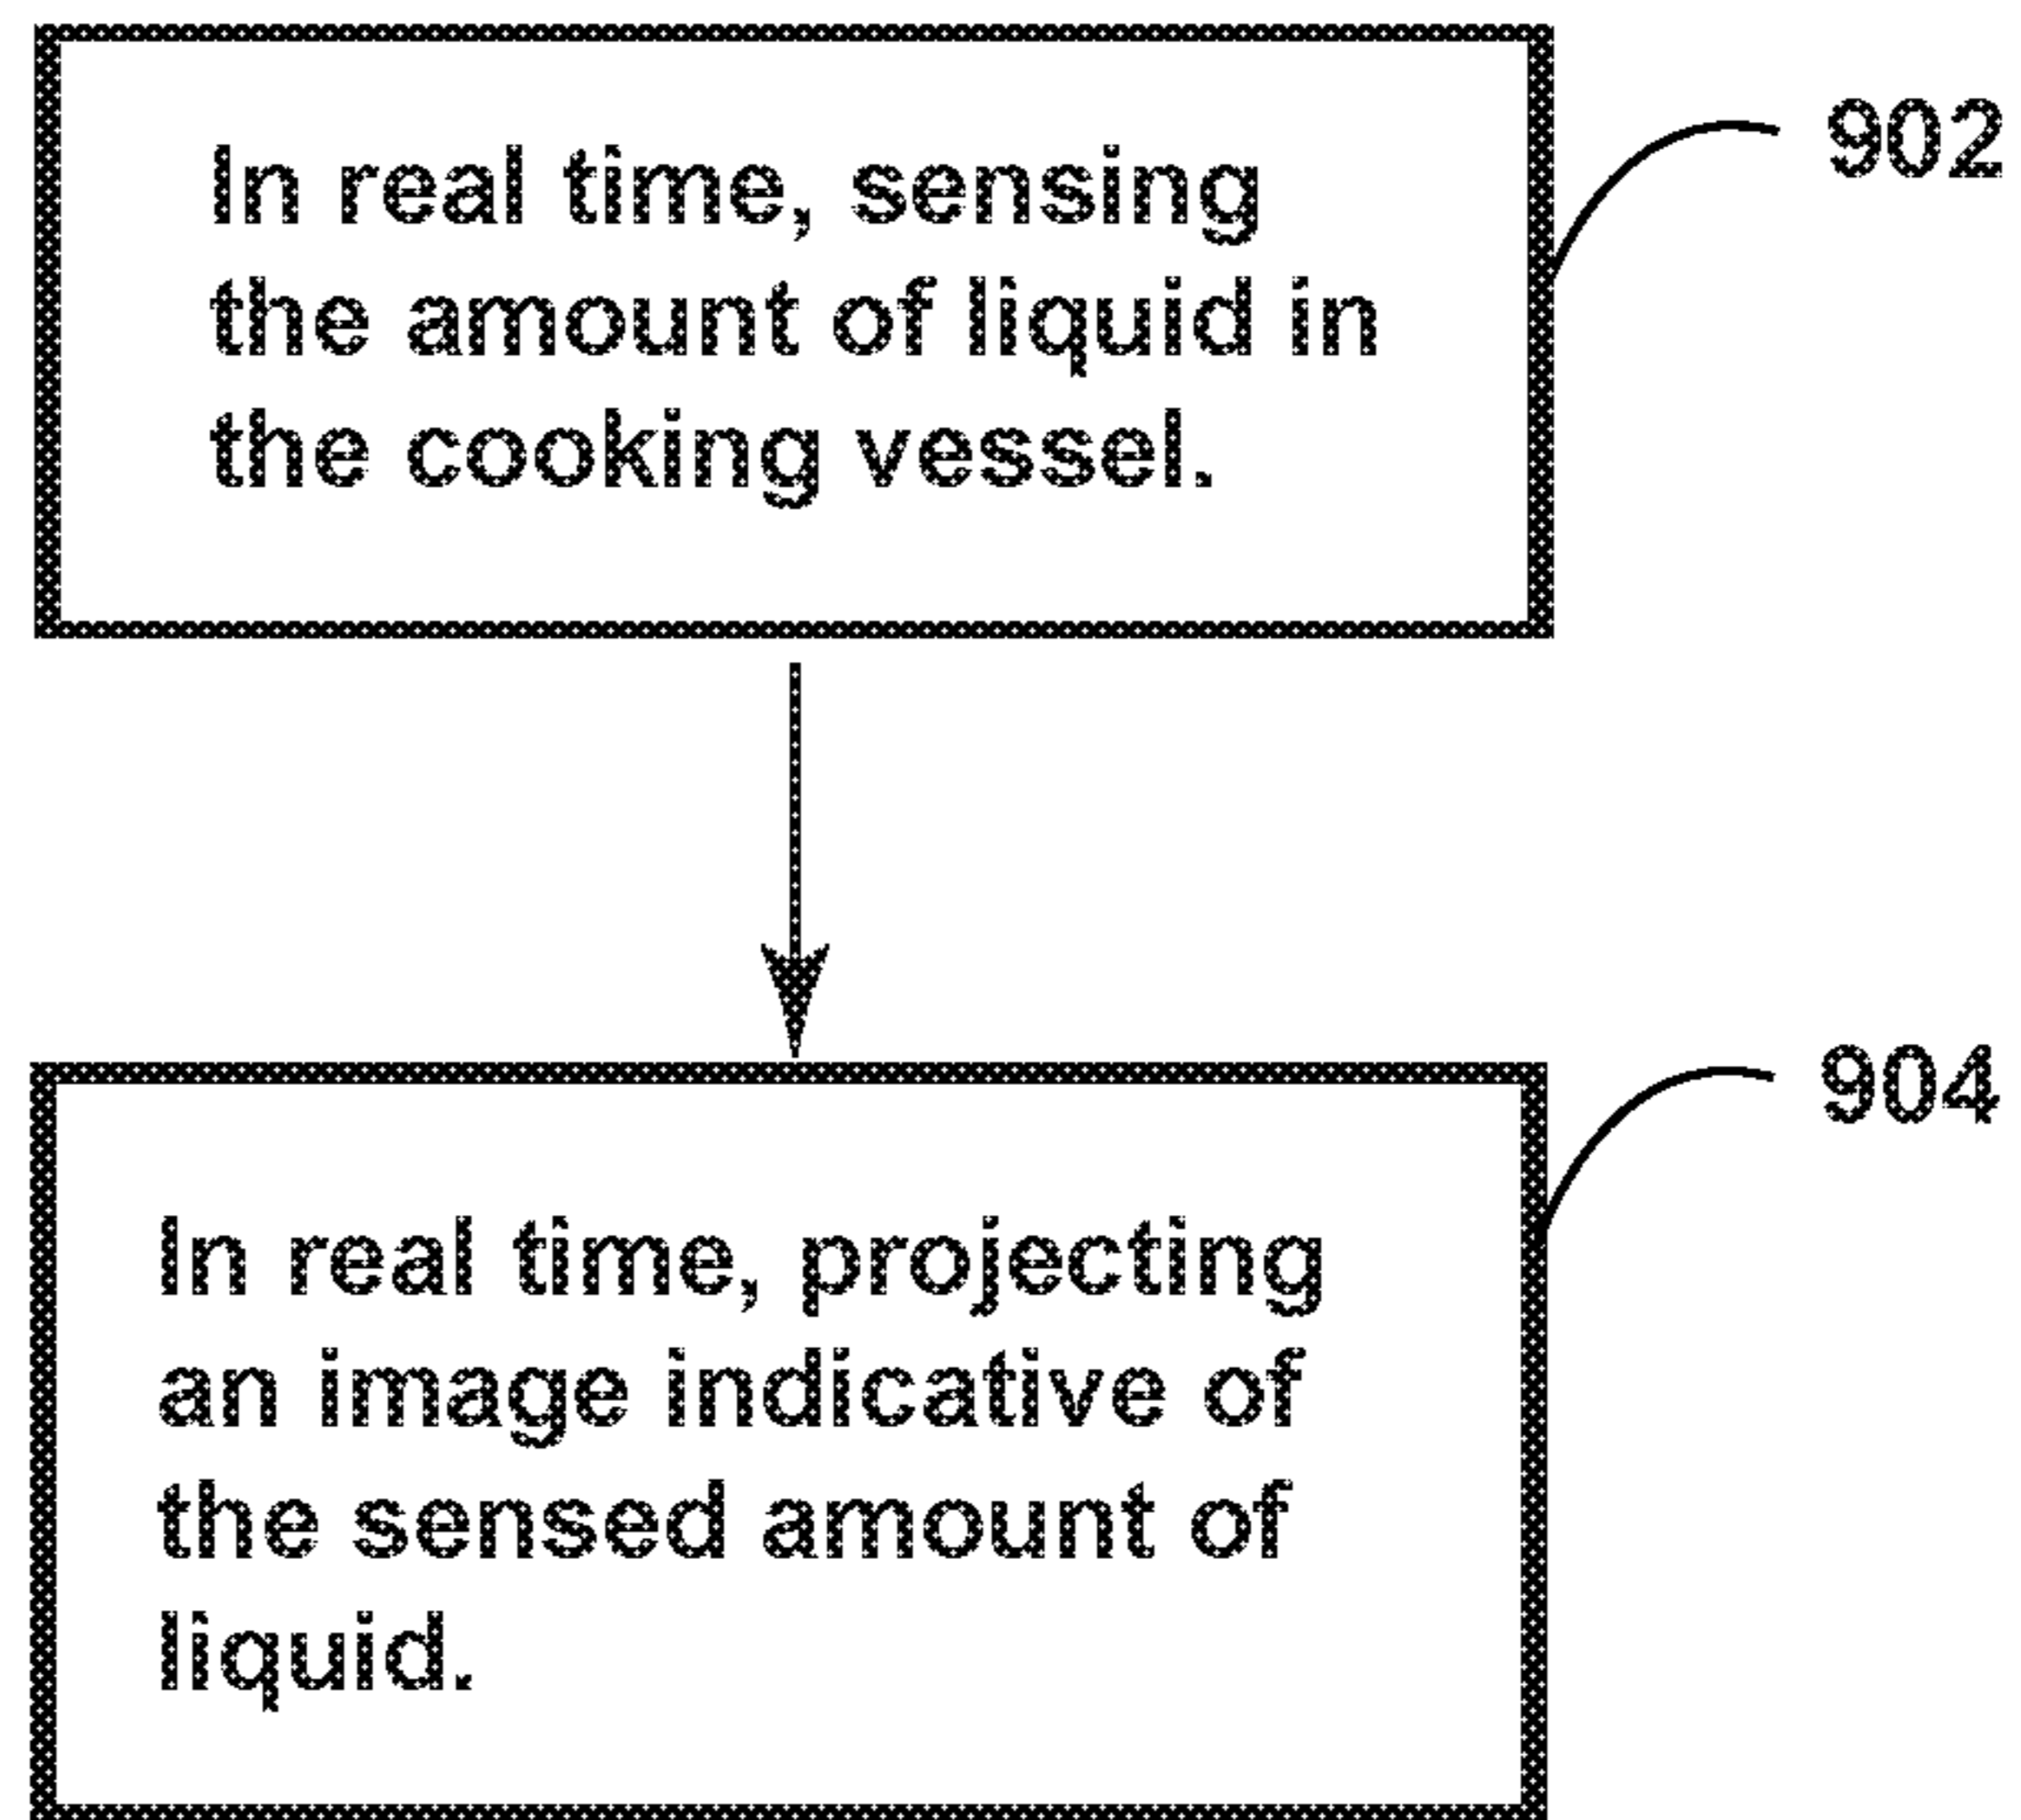 In real time, sensing
the amount of liquid in
the cooking vessel.
902
In real time, projecting
an image indicative of
the sensed amount of
liquid.
904